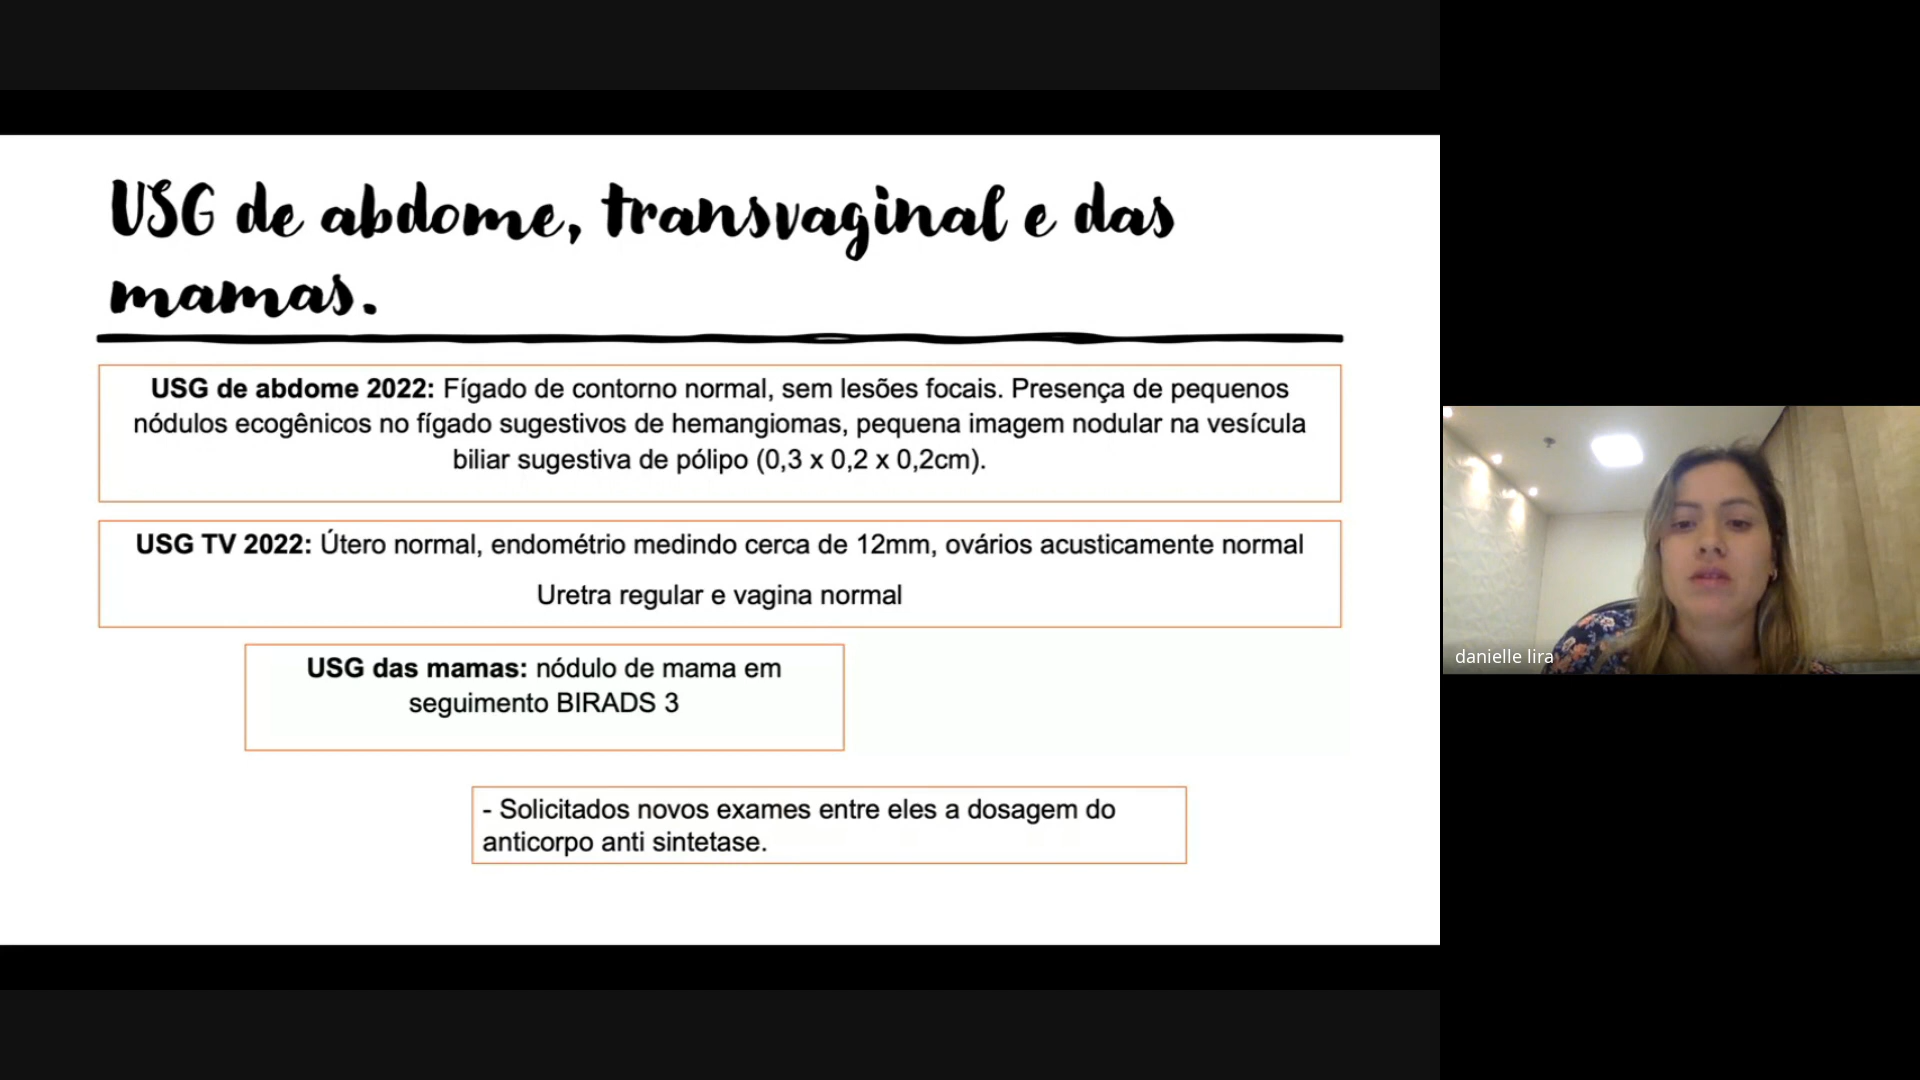 USG de abdome, transvaginal e das
mamas.
USG de abdome 2022: Fígado de contorno normal, sem lesões focais. Presença de pequenos
nódulos ecogênicos no fígado sugestivos de hemangiomas, pequena imagem nodular na vesícula
biliar sugestiva de pólipo (0,3 x 0,2 x 0,2cm).
USG TV 2022: Útero normal, endométrio medindo cerca de 12mm, ovários acusticamente normal
Uretra regular e vagina normal
USG das mamas: nódulo de mama em
seguimento BIRADS 3
- Solicitados novos exames entre eles a dosagem do
anticorpo anti sintetase.
danielle lira